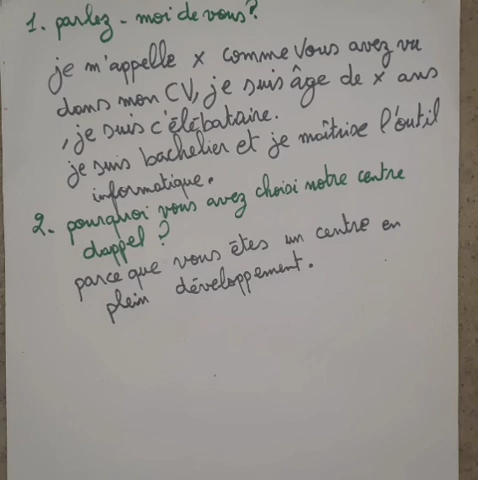 1. parlez-moi de vous?
je m'appelle x comme vous avez vu
dans mon CV, je suis âge de x ans
, je suis c'élébataire.
je suis bachelier et je maîtrise l'outil
informatique.
2. pourquoi vous avez choisi notre centre
d'appel?
parce que vous êtes un centre en
plein développement.